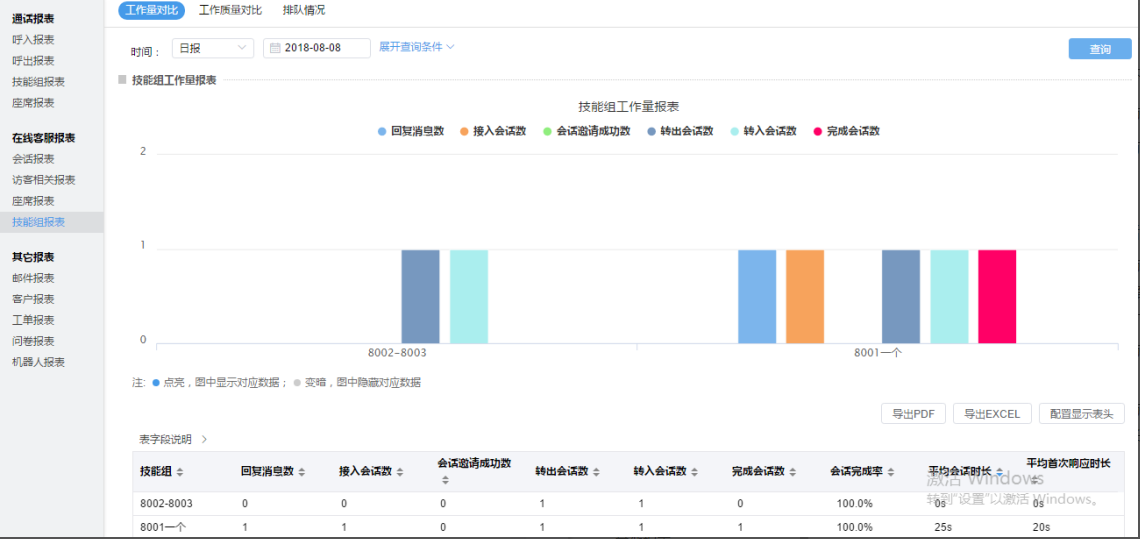 通话报表
呼入报表
呼出报表
技能组报表
座席报表
在线客服报表
会话报表
访客相关报表
座席报表
技能组报表
其它报表
邮件报表
客户报表
工单报表
问卷报表
机器人报表
工作量对比 工作质量对比 排队情况
时间： 日报 2018-08-08 展开查询条件 查询
技能组工作量报表
技能组工作量报表
回复消息数 接入会话数 会话邀请成功数 转出会话数 转入会话数 完成会话数
2
1
0
8002-8003 8001一个
注: 点亮，图中显示对应数据； 变暗，图中隐藏对应数据
导出PDF 导出EXCEL 配置显示表头
表字段说明
技能组 回复消息数 接入会话数 会话邀请成功数 转出会话数 转入会话数 完成会话数 会话完成率 平均会话时长 平均首次响应时长
8002-8003 0 0 0 1 1 0 100.0% 0s 0s
8001一个 1 1 0 1 1 1 100.0% 25s 20s
激活 Windows
转到"设置"以激活 Windows。